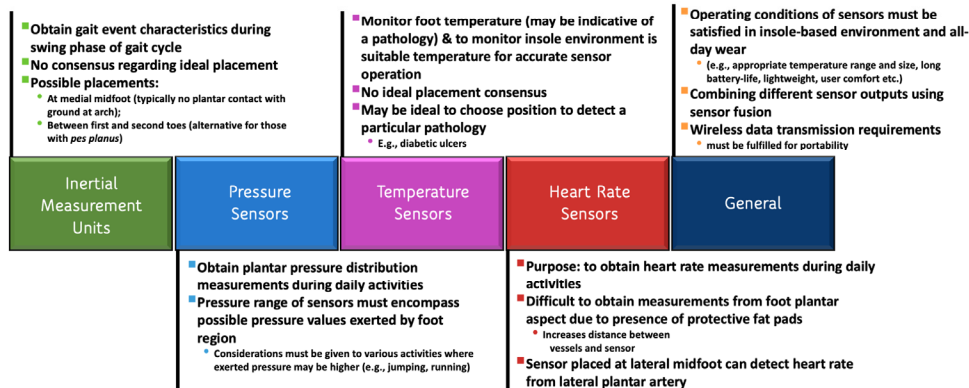 Obtain gait event characteristics during
swing phase of gait cycle
No consensus regarding ideal placement
Possible placements:
At medial midfoot (typically no plantar contact with
ground at arch);
Between first and second toes (alternative for those
with pes planus)
Monitor foot temperature (may be indicative of
a pathology) & to monitor insole environment is
suitable temperature for accurate sensor
operation
No ideal placement consensus
May be ideal to choose position to detect a
particular pathology
E.g., diabetic ulcers
Operating conditions of sensors must be
satisfied in insole-based environment and all-
day wear
(e.g., appropriate temperature range and size, long
battery-life, lightweight, user comfort etc.)
Combining different sensor outputs using
sensor fusion
Wireless data transmission requirements
must be fulfilled for portability
Inertial
Measurement
Units
Pressure
Sensors
Temperature
Sensors
Heart Rate
Sensors
General
Obtain plantar pressure distribution
measurements during daily activities
Pressure range of sensors must encompass
possible pressure values exerted by foot
region
Considerations must be given to various activities where
exerted pressure may be higher (e.g., jumping, running)
Purpose: to obtain heart rate measurements during daily
activities
Difficult to obtain measurements from foot plantar
aspect due to presence of protective fat pads
Increases distance between
vessels and sensor
Sensor placed at lateral midfoot can detect heart rate
from lateral plantar artery